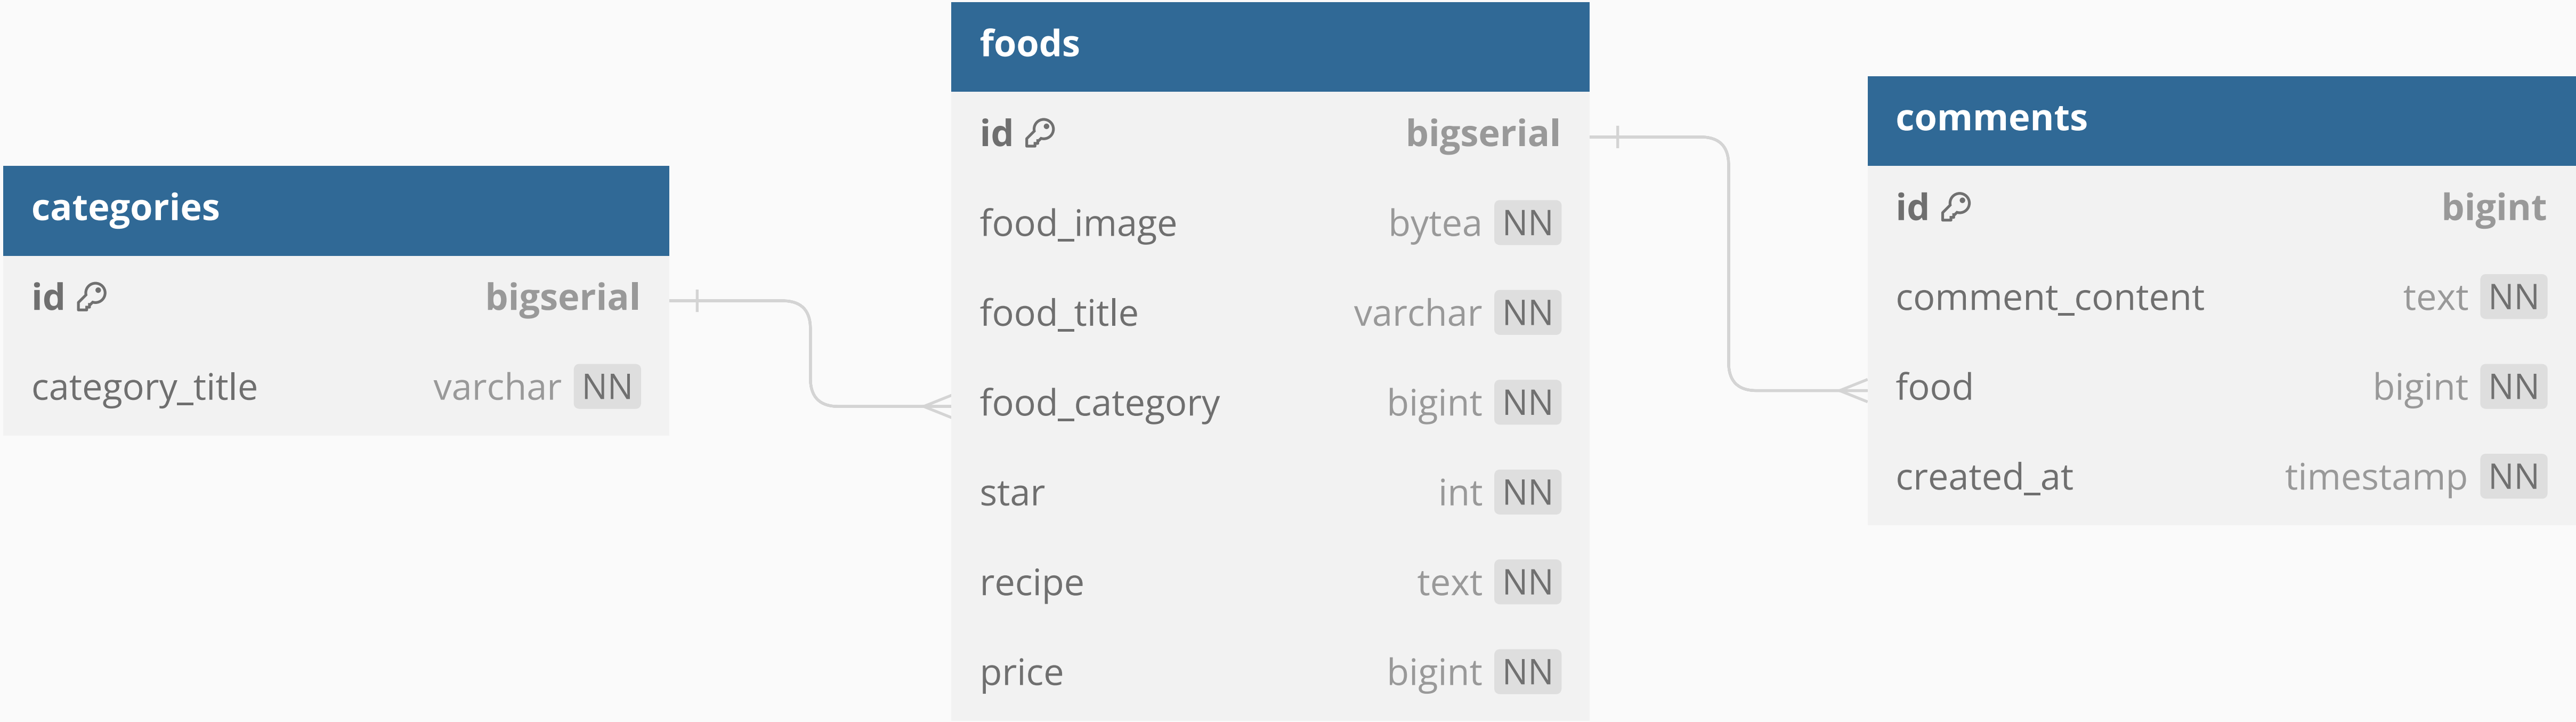 categories
id bigserial
category_title varchar NN
foods
id bigserial
food_image bytea NN
food_title varchar NN
food_category bigint NN
star int NN
recipe text NN
price bigint NN
comments
id bigint
comment_content text NN
food bigint NN
created_at timestamp NN